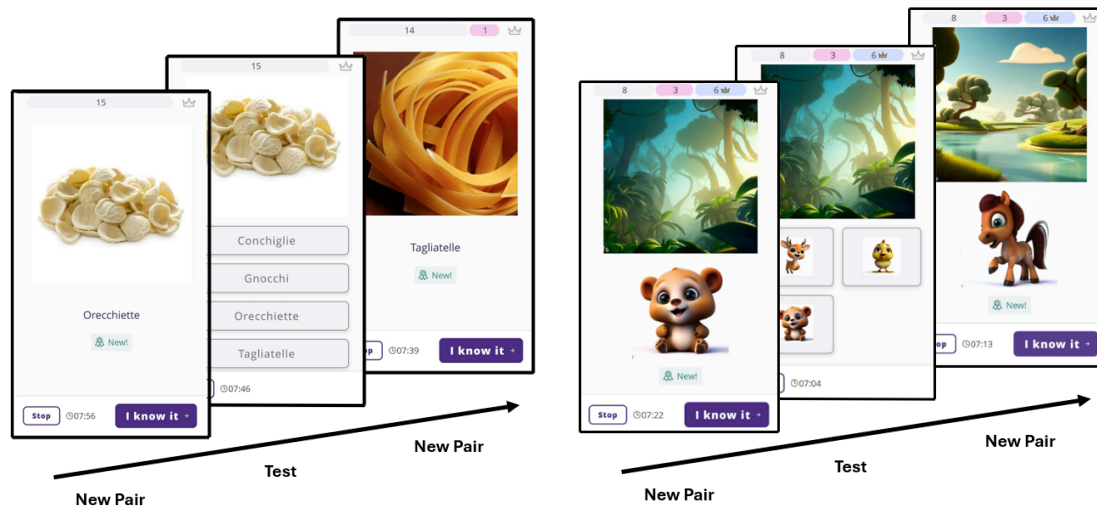 15
Orecchiette
New!
Stop 07:56 I know it
New Pair
15
Conchiglie
Gnocchi
Orecchiette
Tagliatelle
07:46
Test
14 1
Tagliatelle
New!
op 07:39 I know it
New Pair
8 3 6
New!
Stop 07:22 I know it
New Pair
8 3 6
07:04
Test
8 3 6
New!
op 07:13 I know it
New Pair